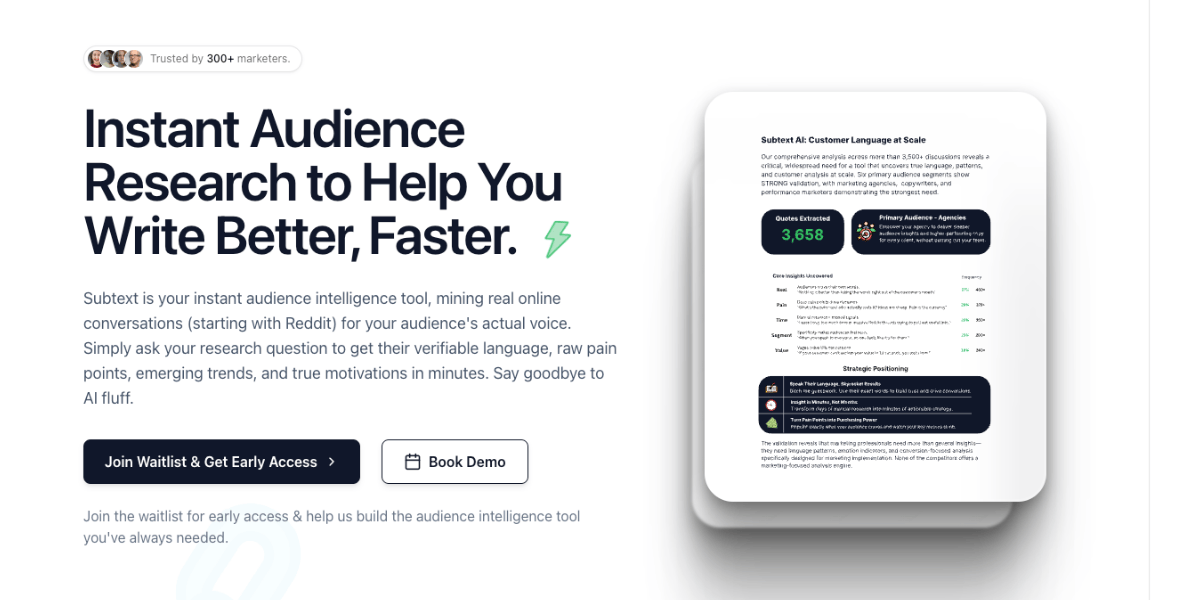 Trusted by 300+ marketers.
Instant Audience
Research to Help You
Write Better, Faster.
Subtext is your instant audience intelligence tool, mining real online
conversations (starting with Reddit) for your audience's actual voice.
Simply ask your research question to get their verifiable language, raw pain
points, emerging trends, and true motivations in minutes. Say goodbye to
AI fluff.
Join Waitlist & Get Early Access
Book Demo
Join the waitlist for early access & help us build the audience intelligence tool
you've always needed.
Subtext AI: Customer Language at Scale
Our comprehensive analysis across more than 3,500+ discussions reveals a
critical, widespread need for a tool that uncovers true language, patterns,
and customer analysis at scale. Six primary audience segments show
STRONG validation, with marketing agencies, copywriters, and
performance marketers demonstrating the strongest need.
Quotes Extracted
3,658
Primary Audience - Agencies
Empower your agency to deliver deeper
audience insights and higher-performing
for every client, without burning out your team.
Core Insights Uncovered
Frequency
Real
Pain
Time
Segment
Value
Strategic Positioning
Speak Their Language, Skyrocket Results
Insight in Minutes, Not Months
Turn Pain Points into Purchasing Power
The validation reveals that marketing professionals need more than general insights—
they need language patterns, emotion indicators, and conversion-focused analysis
specifically designed for marketing implementation. None of the competitors offers a
marketing-focused analysis engine.